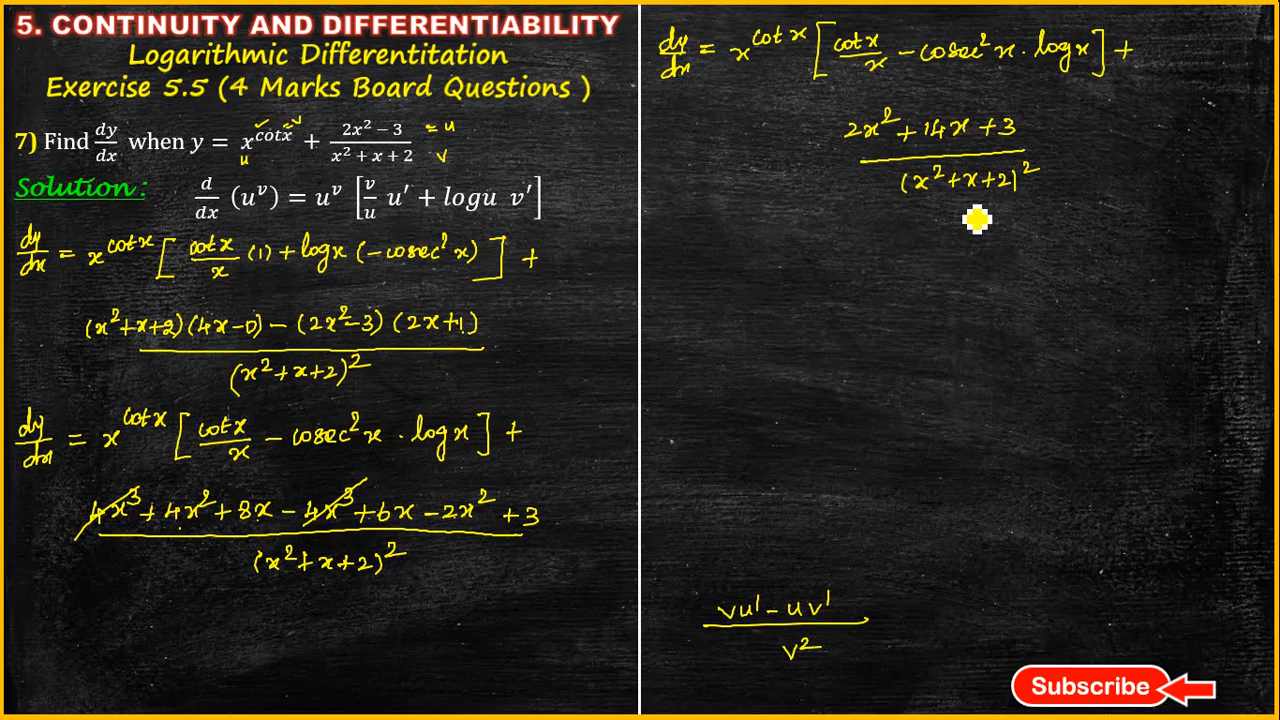 5. CONTINUITY AND DIFFERENTIABILITY
Logarithmic Differentitation
Exercise 5.5 (4 Marks Board Questions )
7) Find dy/dx when y = x^cotx + (2x² − 3)/(x² + x + 2) = u
u v v
Solution :
d/dx (u^v) = u^v [v/u u′ + logu v′]
dy/dx = x^cotx [cotx/x (1) + logx (−cosec²x)] +
(x²+x+2)(4x−0) − (2x²−3)(2x+1)
(x²+x+2)²
dy/dx = x^cotx [cotx/x − cosec²x . logx] +
4x³ + 4x² + 8x − 4x³ + 6x − 2x² + 3
(x²+x+2)²
dy/dx = x^cotx [cotx/x − cosec²x . logx] +
2x² + 14x + 3
(x²+x+2)²
vu' − uv'
v²
Subscribe